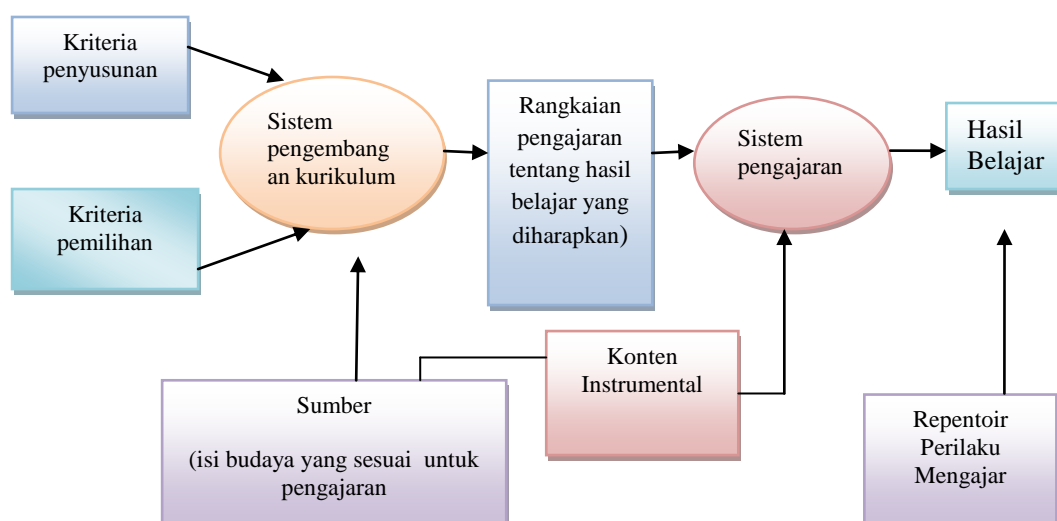 Kriteria
penyusunan
Kriteria
pemilihan
Sistem
pengembang
an kurikulum
Rangkaian
pengajaran
tentang hasil
belajar yang
diharapkan)
Sistem
pengajaran
Hasil
Belajar
Sumber
(isi budaya yang sesuai untuk
pengajaran
Konten
Instrumental
Repentoir
Perilaku
Mengajar